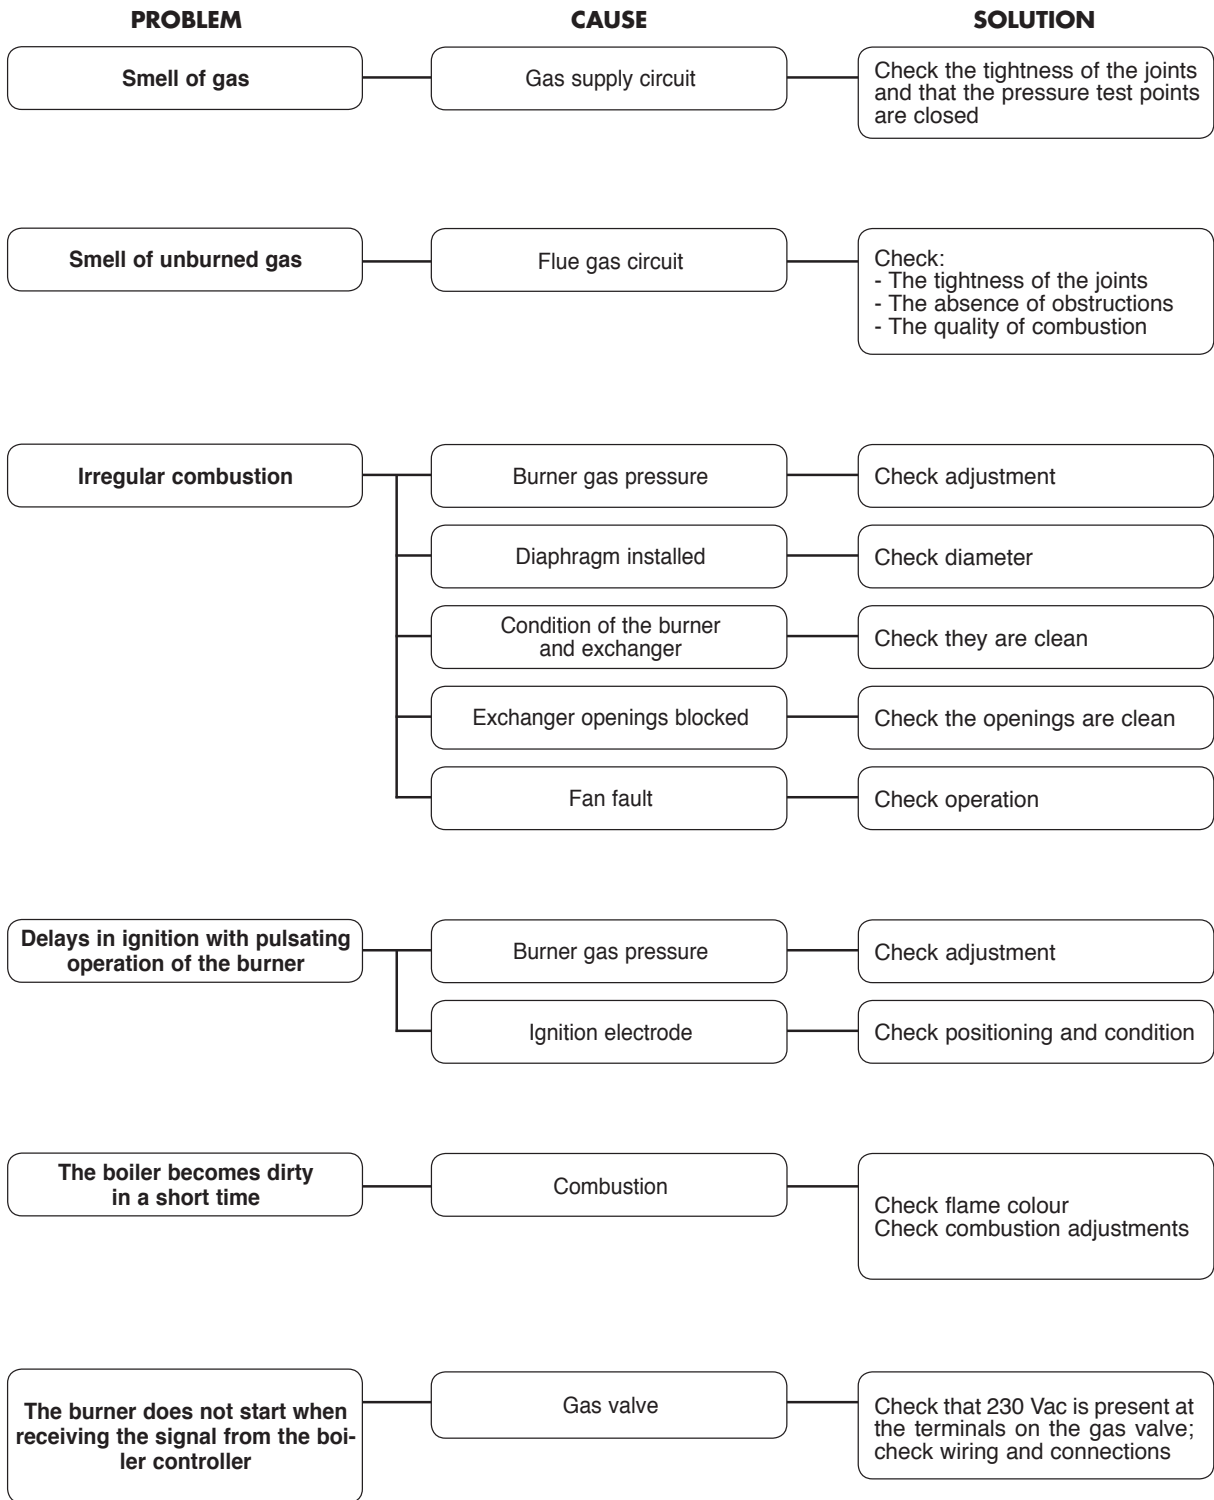 PROBLEM CAUSE SOLUTION
Smell of gas
Gas supply circuit
Check the tightness of the joints
and that the pressure test points
are closed
Smell of unburned gas
Flue gas circuit
Check:
- The tightness of the joints
- The absence of obstructions
- The quality of combustion
Irregular combustion
Burner gas pressure
Check adjustment
Diaphragm installed
Check diameter
Condition of the burner
and exchanger
Check they are clean
Exchanger openings blocked
Check the openings are clean
Fan fault
Check operation
Delays in ignition with pulsating
operation of the burner
Burner gas pressure
Check adjustment
Ignition electrode
Check positioning and condition
The boiler becomes dirty
in a short time
Combustion
Check flame colour
Check combustion adjustments
The burner does not start when
receiving the signal from the boi-
ler controller
Gas valve
Check that 230 Vac is present at
the terminals on the gas valve;
check wiring and connections